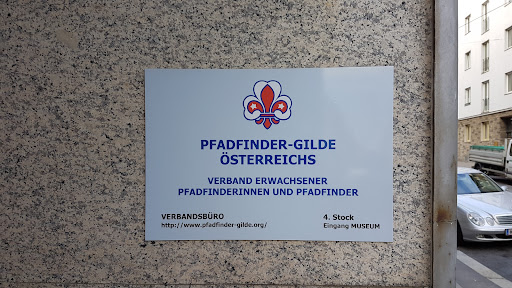 PFADFINDER-GILDE
ÖSTERREICHS
VERBAND ERWACHSENER
PFADFINDERINNEN UND PFADFINDER
VERBANDSBÜRO
http://www.pfadfinder-gilde.org/
4. Stock
Eingang MUSEUM